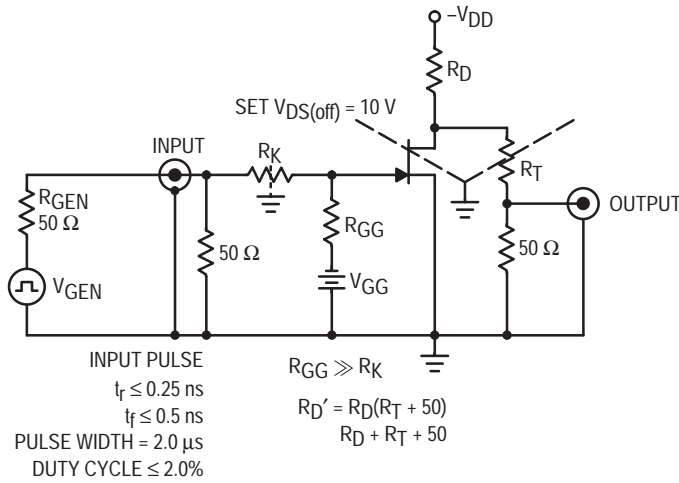 –VDD
RD
SET VDS(off) = 10 V
INPUT
RK
RT
RGEN
50 Ω
OUTPUT
RGG
50 Ω
50 Ω
VGEN
VGG
INPUT PULSE
tr ≤ 0.25 ns
tf ≤ 0.5 ns
PULSE WIDTH = 2.0 μs
DUTY CYCLE ≤ 2.0%
RGG ≫ RK
RD′ = RD(RT + 50)
RD + RT + 50